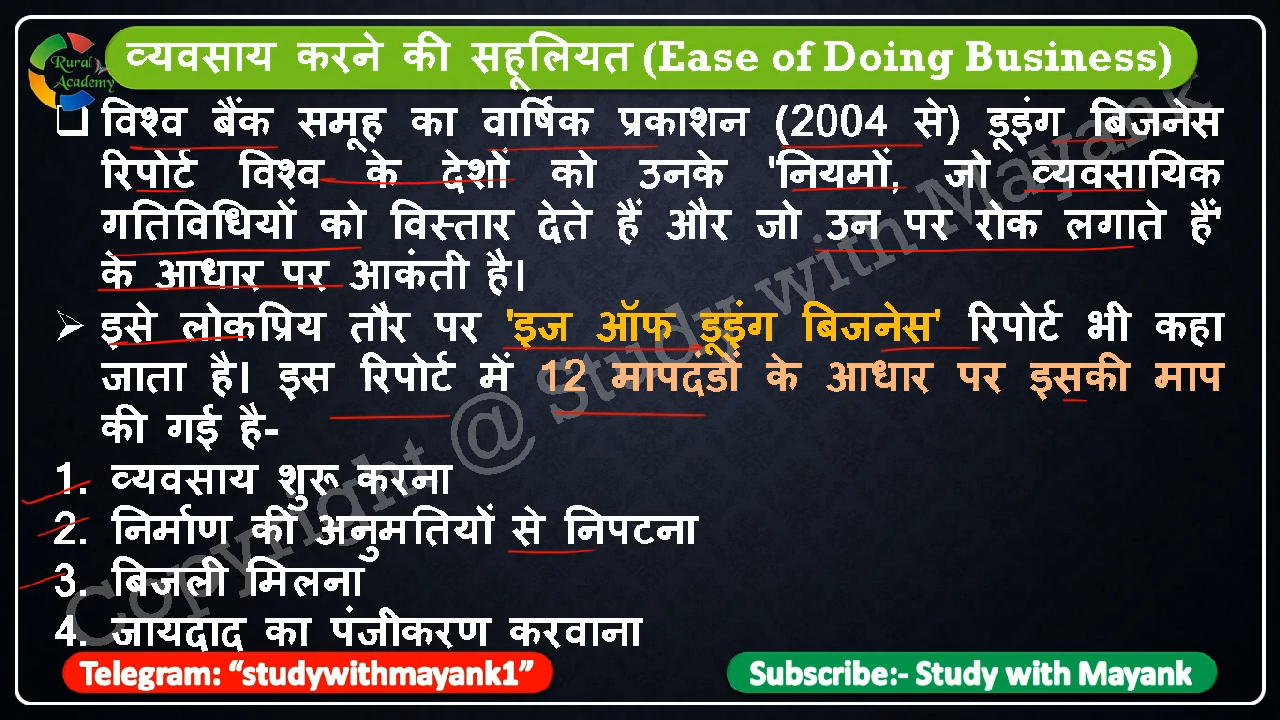 Rural
Academy
व्यवसाय करने की सहूलियत (Ease of Doing Business)
विश्व बैंक समूह का वार्षिक प्रकाशन (2004 से) डूइंग बिजनेस
रिपोर्ट विश्व के देशों को उनके 'नियमों, जो व्यवसायिक
गतिविधियों को विस्तार देते हैं और जो उन पर रोक लगाते हैं'
के आधार पर आकंती है।
इसे लोकप्रिय तौर पर 'इज ऑफ डूइंग बिजनेस' रिपोर्ट भी कहा
जाता है। इस रिपोर्ट में 12 मापदंडों के आधार पर इसकी माप
की गई है-
1. व्यवसाय शुरू करना
2. निर्माण की अनुमतियों से निपटना
3. बिजली मिलना
4. जायदाद का पंजीकरण करवाना
Copyright @ Study with Mayank
Telegram: “studywithmayank1”
Subscribe:- Study with Mayank